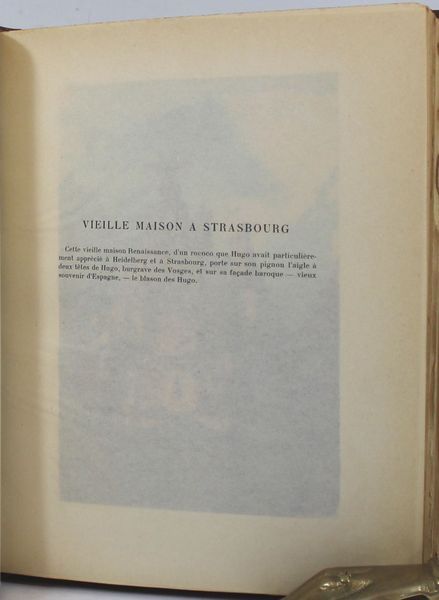 VIEILLE MAISON A STRASBOURG
Cette vieille maison Renaissance, d'un rococo que Hugo avait particulière-
ment apprécié à Heidelberg et à Strasbourg, porte sur son pignon l'aigle à
deux têtes de Hugo, burgrave des Vosges, et sur sa façade baroque — vieux
souvenir d'Espagne, — le blason des Hugo.